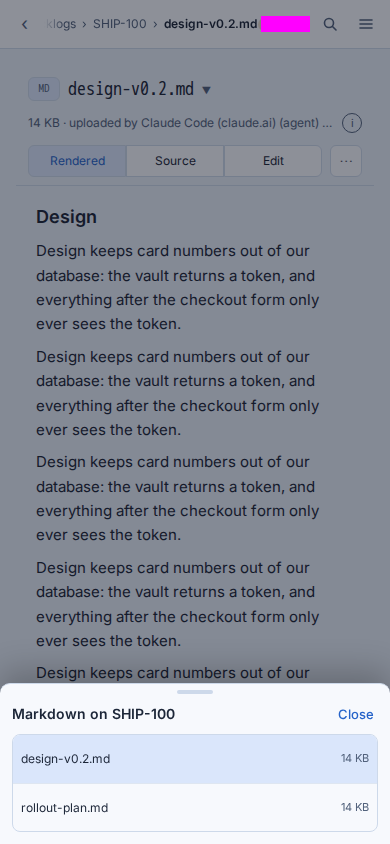 klogs › SHIP-100 › design-v0.2.md
MD design-v0.2.md ▼
14 KB · uploaded by Claude Code (claude.ai) (agent) ...
Rendered Source Edit ...
Design
Design keeps card numbers out of our
database: the vault returns a token, and
everything after the checkout form only
ever sees the token.
Design keeps card numbers out of our
database: the vault returns a token, and
everything after the checkout form only
ever sees the token.
Design keeps card numbers out of our
database: the vault returns a token, and
everything after the checkout form only
ever sees the token.
Design keeps card numbers out of our
database: the vault returns a token, and
everything after the checkout form only
ever sees the token.
Design keeps card numbers out of our
Markdown on SHIP-100 Close
design-v0.2.md 14 KB
rollout-plan.md 14 KB